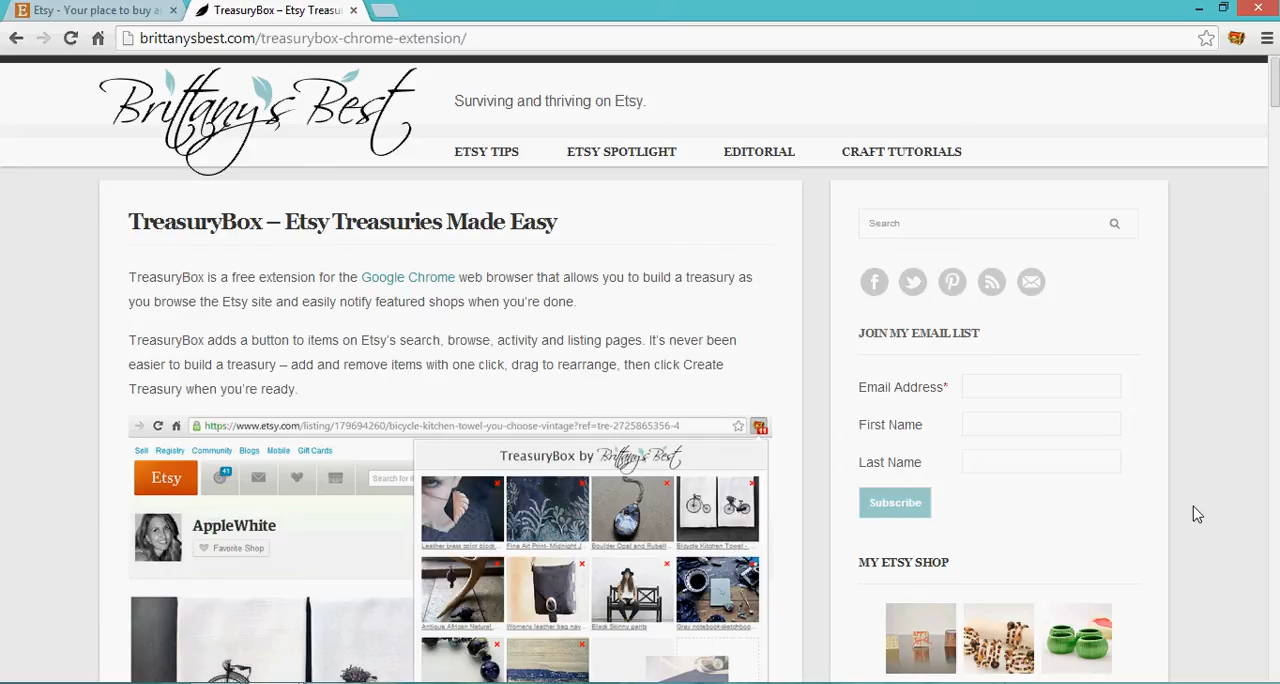 Etsy - Your place to buy a
TreasuryBox – Etsy Treasu
brittanysbest.com/treasurybox-chrome-extension/
Brittany's Best
Surviving and thriving on Etsy.
ETSY TIPS
ETSY SPOTLIGHT
EDITORIAL
CRAFT TUTORIALS
TreasuryBox – Etsy Treasuries Made Easy
TreasuryBox is a free extension for the Google Chrome web browser that allows you to build a treasury as
you browse the Etsy site and easily notify featured shops when you're done.
TreasuryBox adds a button to items on Etsy's search, browse, activity and listing pages. It's never been
easier to build a treasury – add and remove items with one click, drag to rearrange, then click Create
Treasury when you're ready.
https://www.etsy.com/listing/179694260/bicycle-kitchen-towel-you-choose-vintage?ref=tre-2725865356-4
Sell Registry Community Blogs Mobile Gift Cards
Etsy
41
Search for it
AppleWhite
Favorite Shop
TreasuryBox by Brittany's Best
Leather brass color block
Fine Art Print- Midnight J
Boulder Opal and Rubell
Bicycle Kitchen Towel -
Antique African Natural
Womens leather bag nav
Black Skinny pants
Gray notebook-sketchboo
Search
JOIN MY EMAIL LIST
Email Address*
First Name
Last Name
Subscribe
MY ETSY SHOP